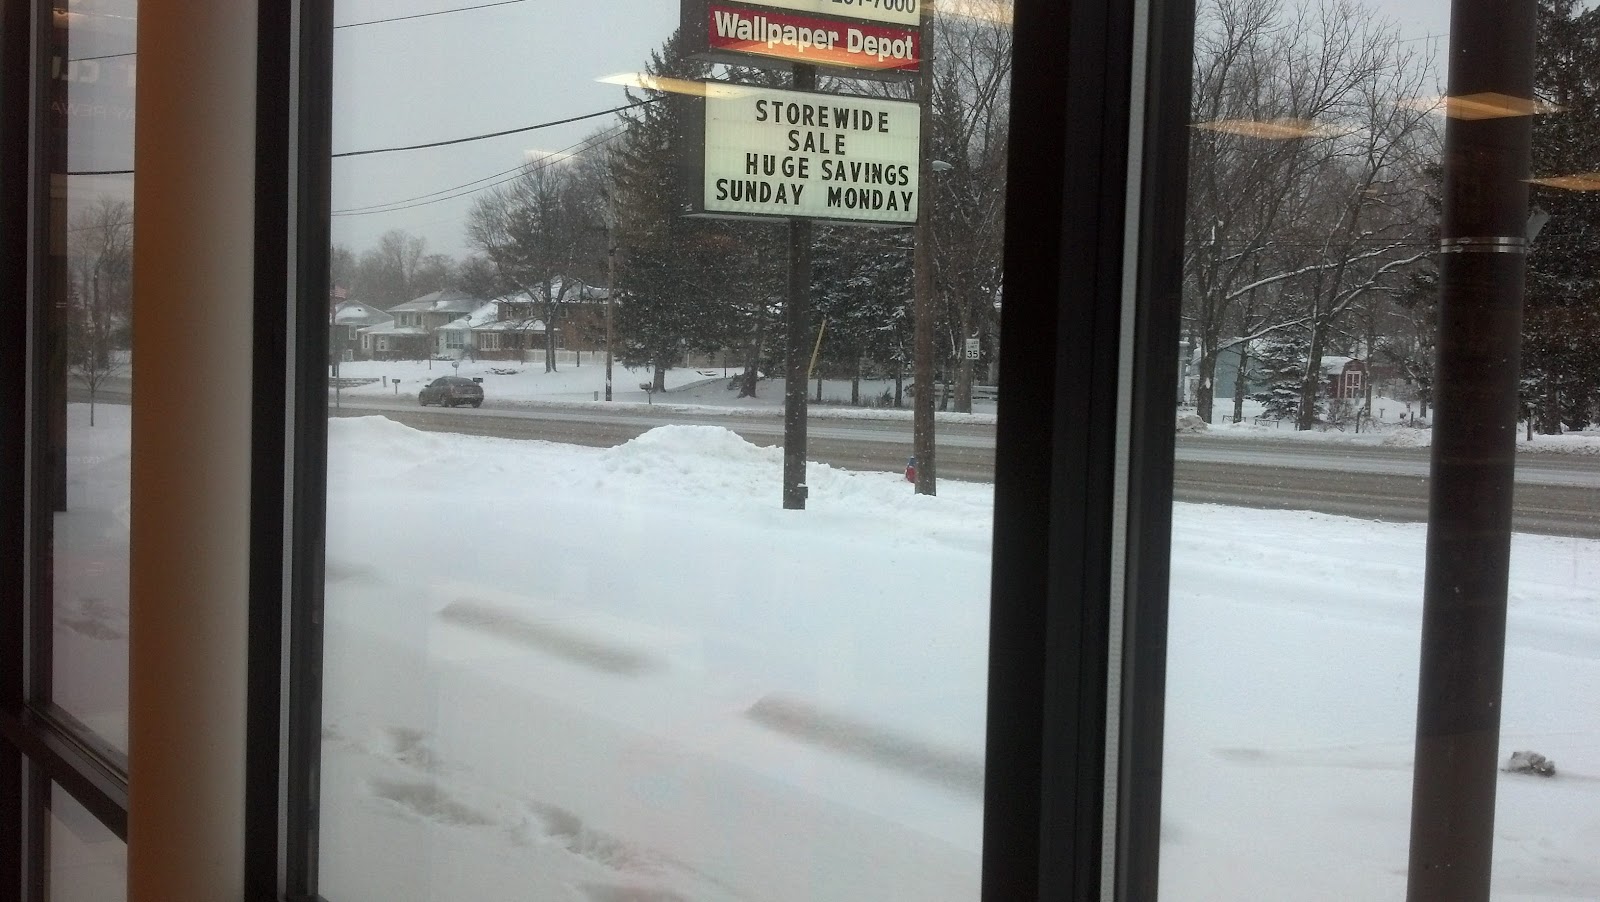 Wallpaper Depot
STOREWIDE
SALE
HUGE SAVINGS
SUNDAY MONDAY
35